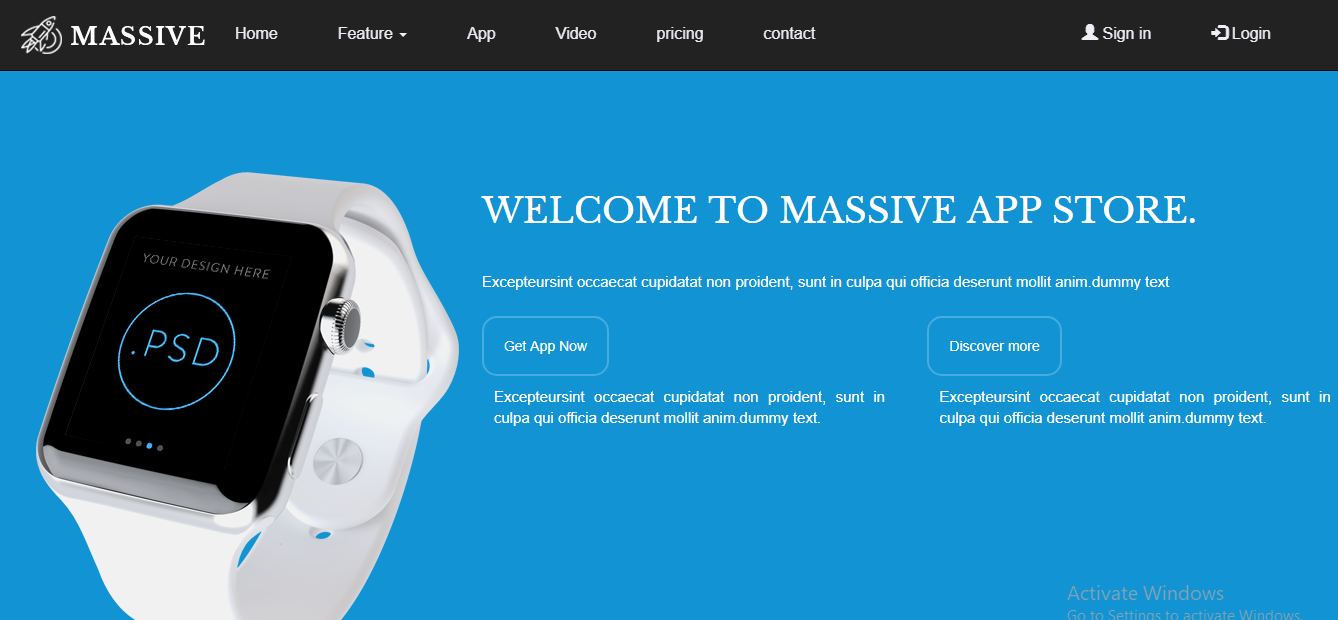 MASSIVE Home Feature App Video pricing contact Sign in Login
WELCOME TO MASSIVE APP STORE.
YOUR DESIGN HERE
.PSD
Excepteursint occaecat cupidatat non proident, sunt in culpa qui officia deserunt mollit anim.dummy text
Get App Now
Discover more
Excepteursint occaecat cupidatat non proident, sunt in
culpa qui officia deserunt mollit anim.dummy text.
Excepteursint occaecat cupidatat non proident, sunt in
culpa qui officia deserunt mollit anim.dummy text.
Activate Windows
Go to Settings to activate Windows.